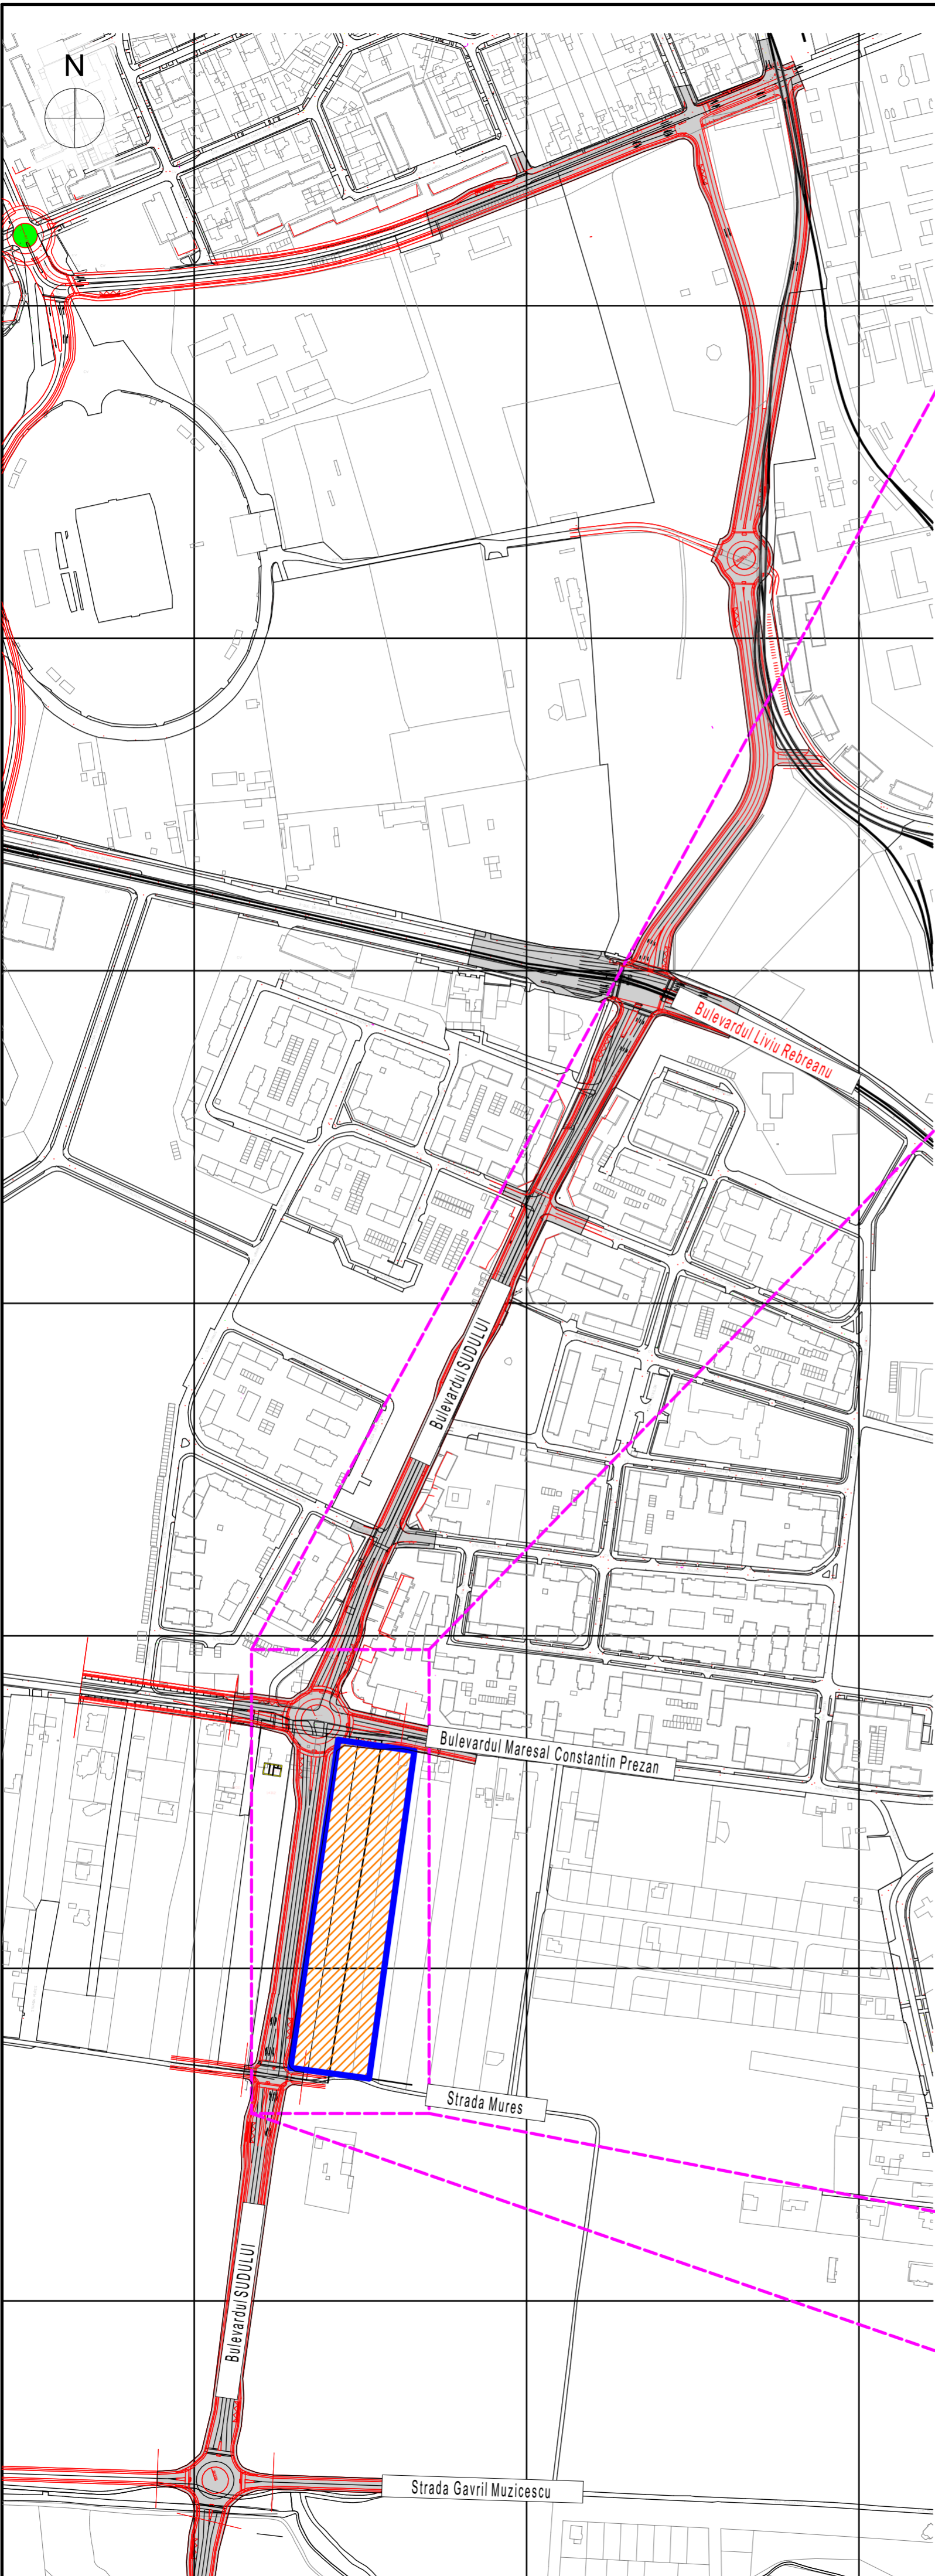 N
Bulevardul Liviu Rebreanu
Bulevardul SUDULUI
Bulevardul Maresal Constantin Prezan
Strada Mures
Bulevardul SUDULUI
Strada Gavril Muzicescu